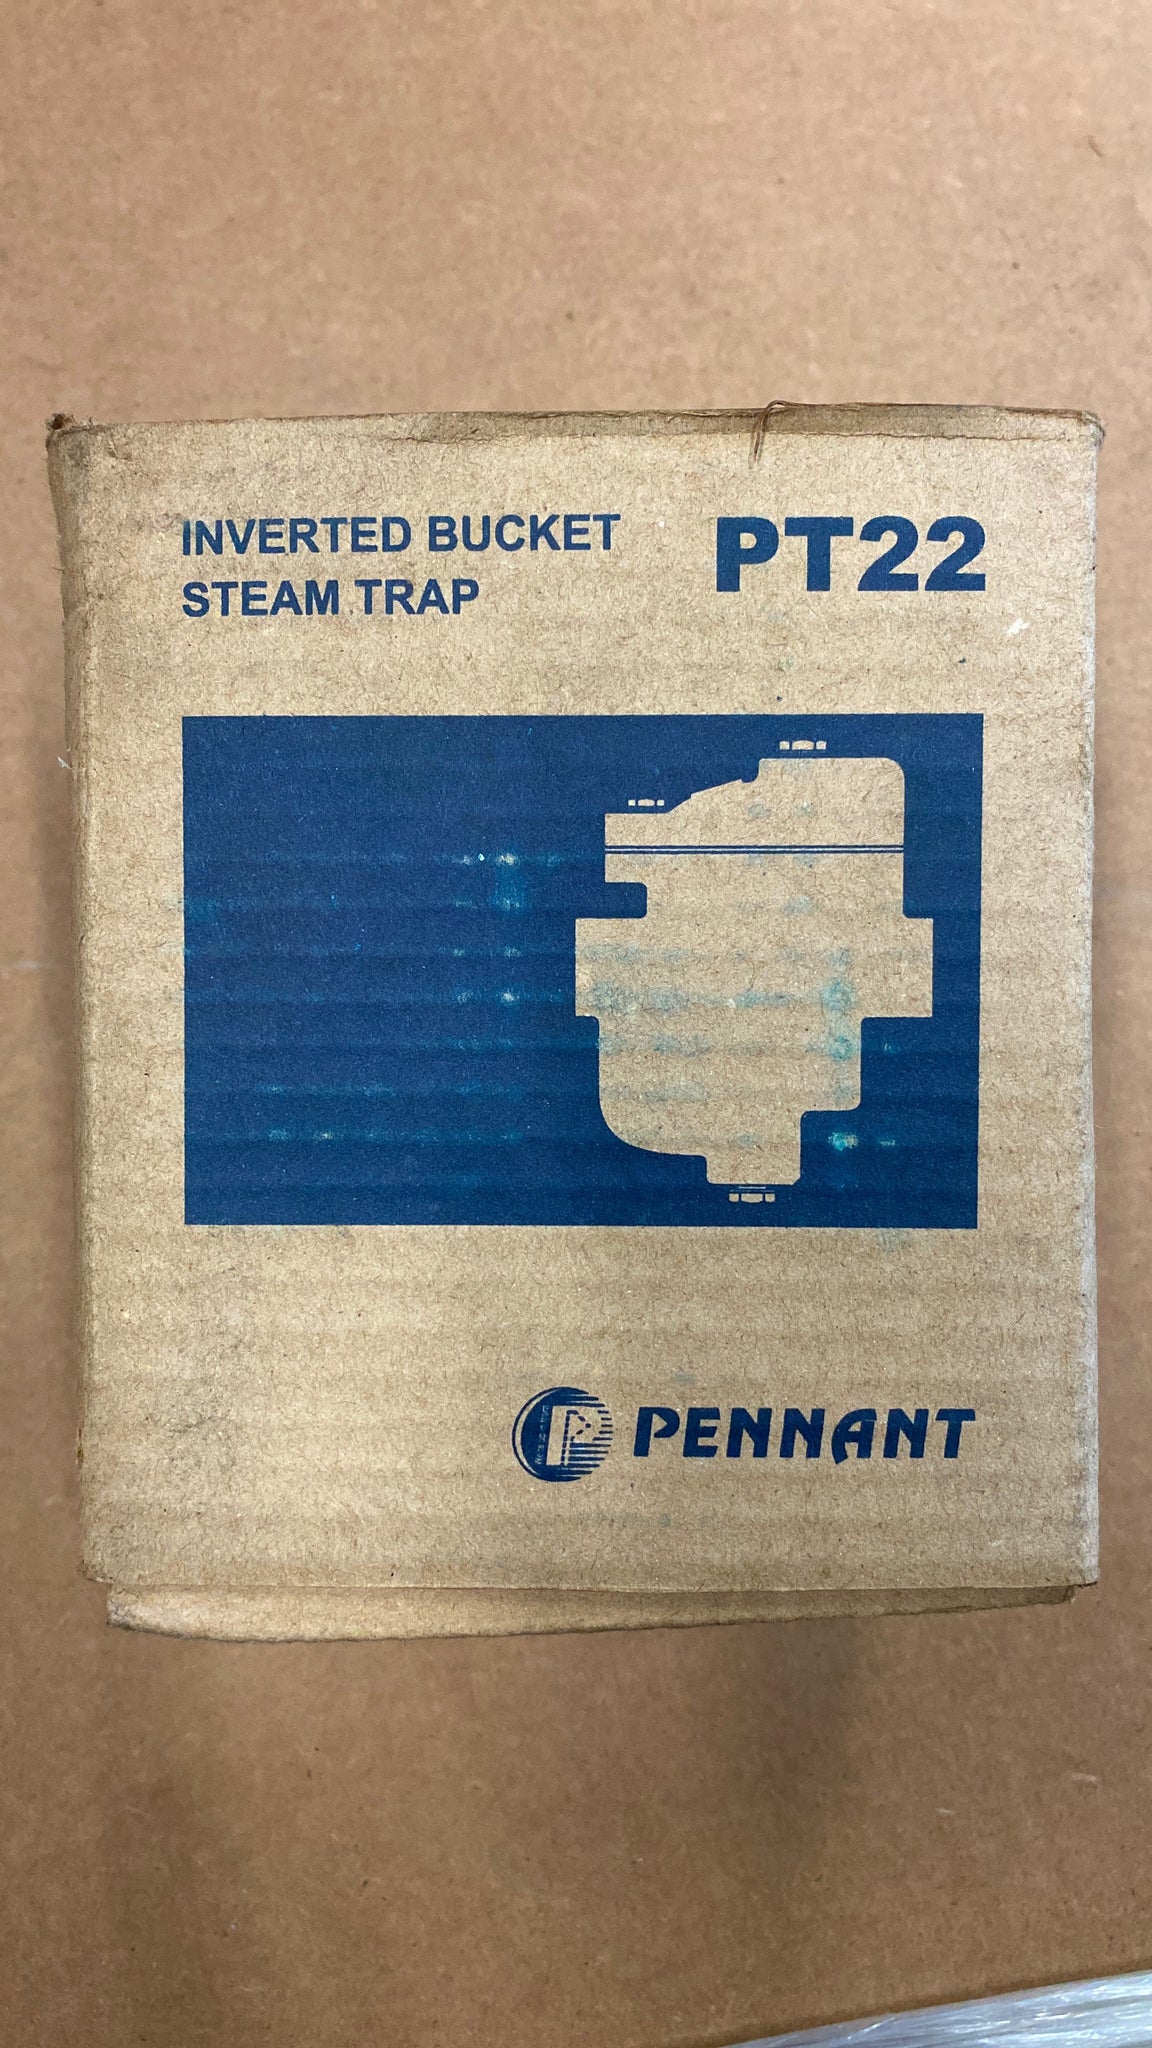 INVERTED BUCKET
STEAM TRAP
PT22
PENNANT